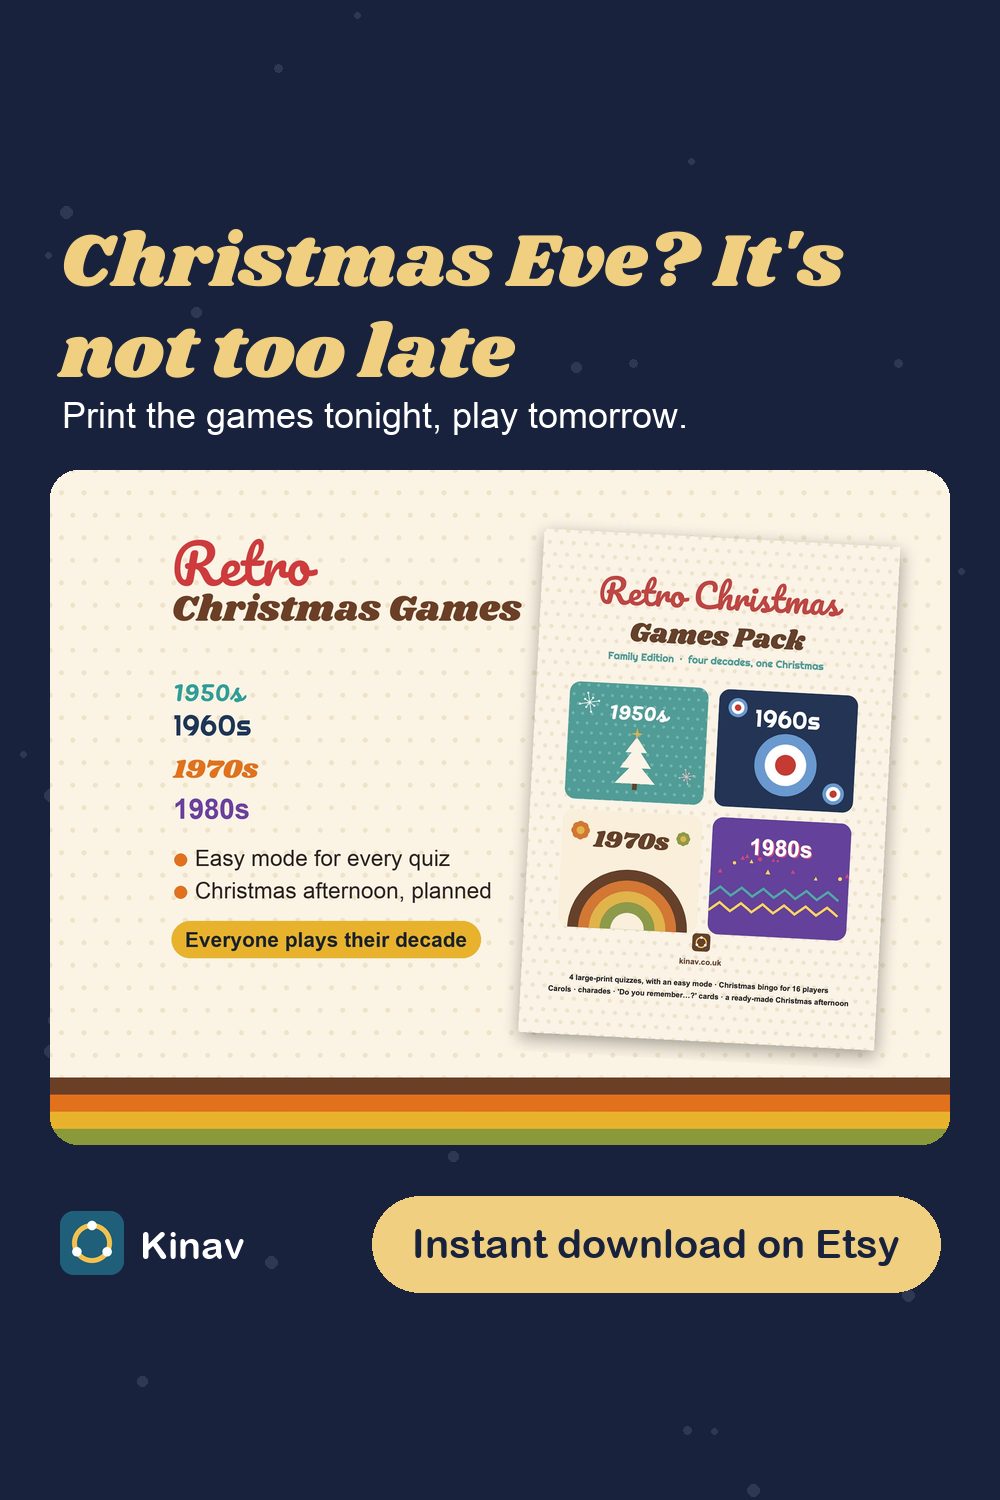 Christmas Eve? It's
not too late
Print the games tonight, play tomorrow.
Retro
Christmas Games
1950s
1960s
1970s
1980s
Easy mode for every quiz
Christmas afternoon, planned
Everyone plays their decade
Retro Christmas
Games Pack
Family Edition · four decades, one Christmas
1950s
1960s
1970s
1980s
kinav.co.uk
4 large-print quizzes, with an easy mode · Christmas bingo for 16 players
Carols · charades · 'Do you remember...?' cards · a ready-made Christmas afternoon
Kinav
Instant download on Etsy